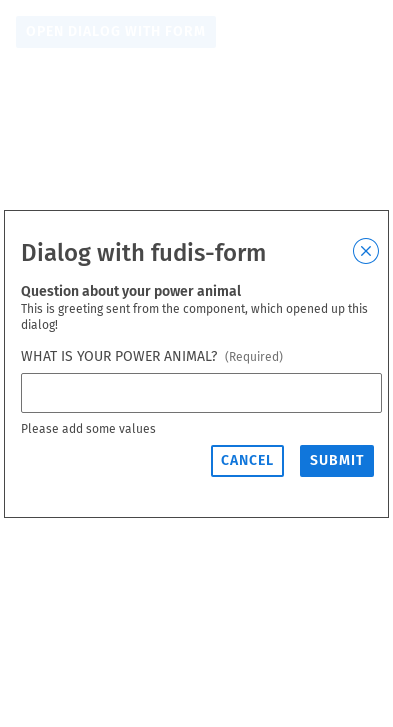 OPEN DIALOG WITH FORM
Dialog with fudis-form
Question about your power animal
This is greeting sent from the component, which opened up this
dialog!
WHAT IS YOUR POWER ANIMAL? (Required)
Please add some values
CANCEL SUBMIT